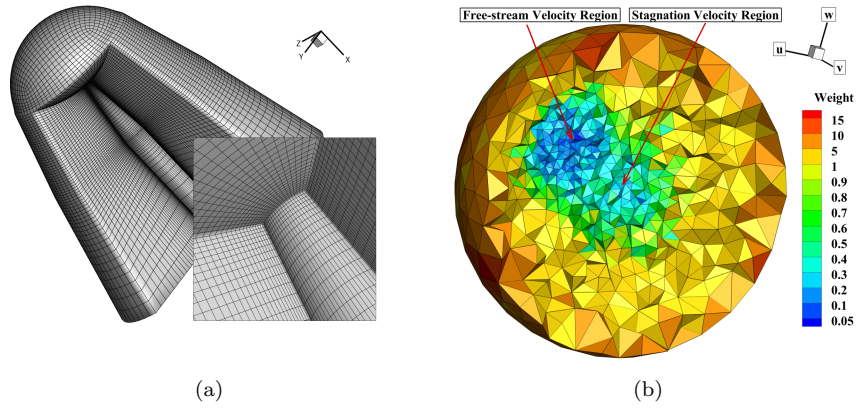 Free-stream Velocity Region
Stagnation Velocity Region
Z
Y
X
w
u
v
Weight
15
10
5
1
0.9
0.8
0.7
0.6
0.5
0.4
0.3
0.2
0.1
0.05
(a)
(b)